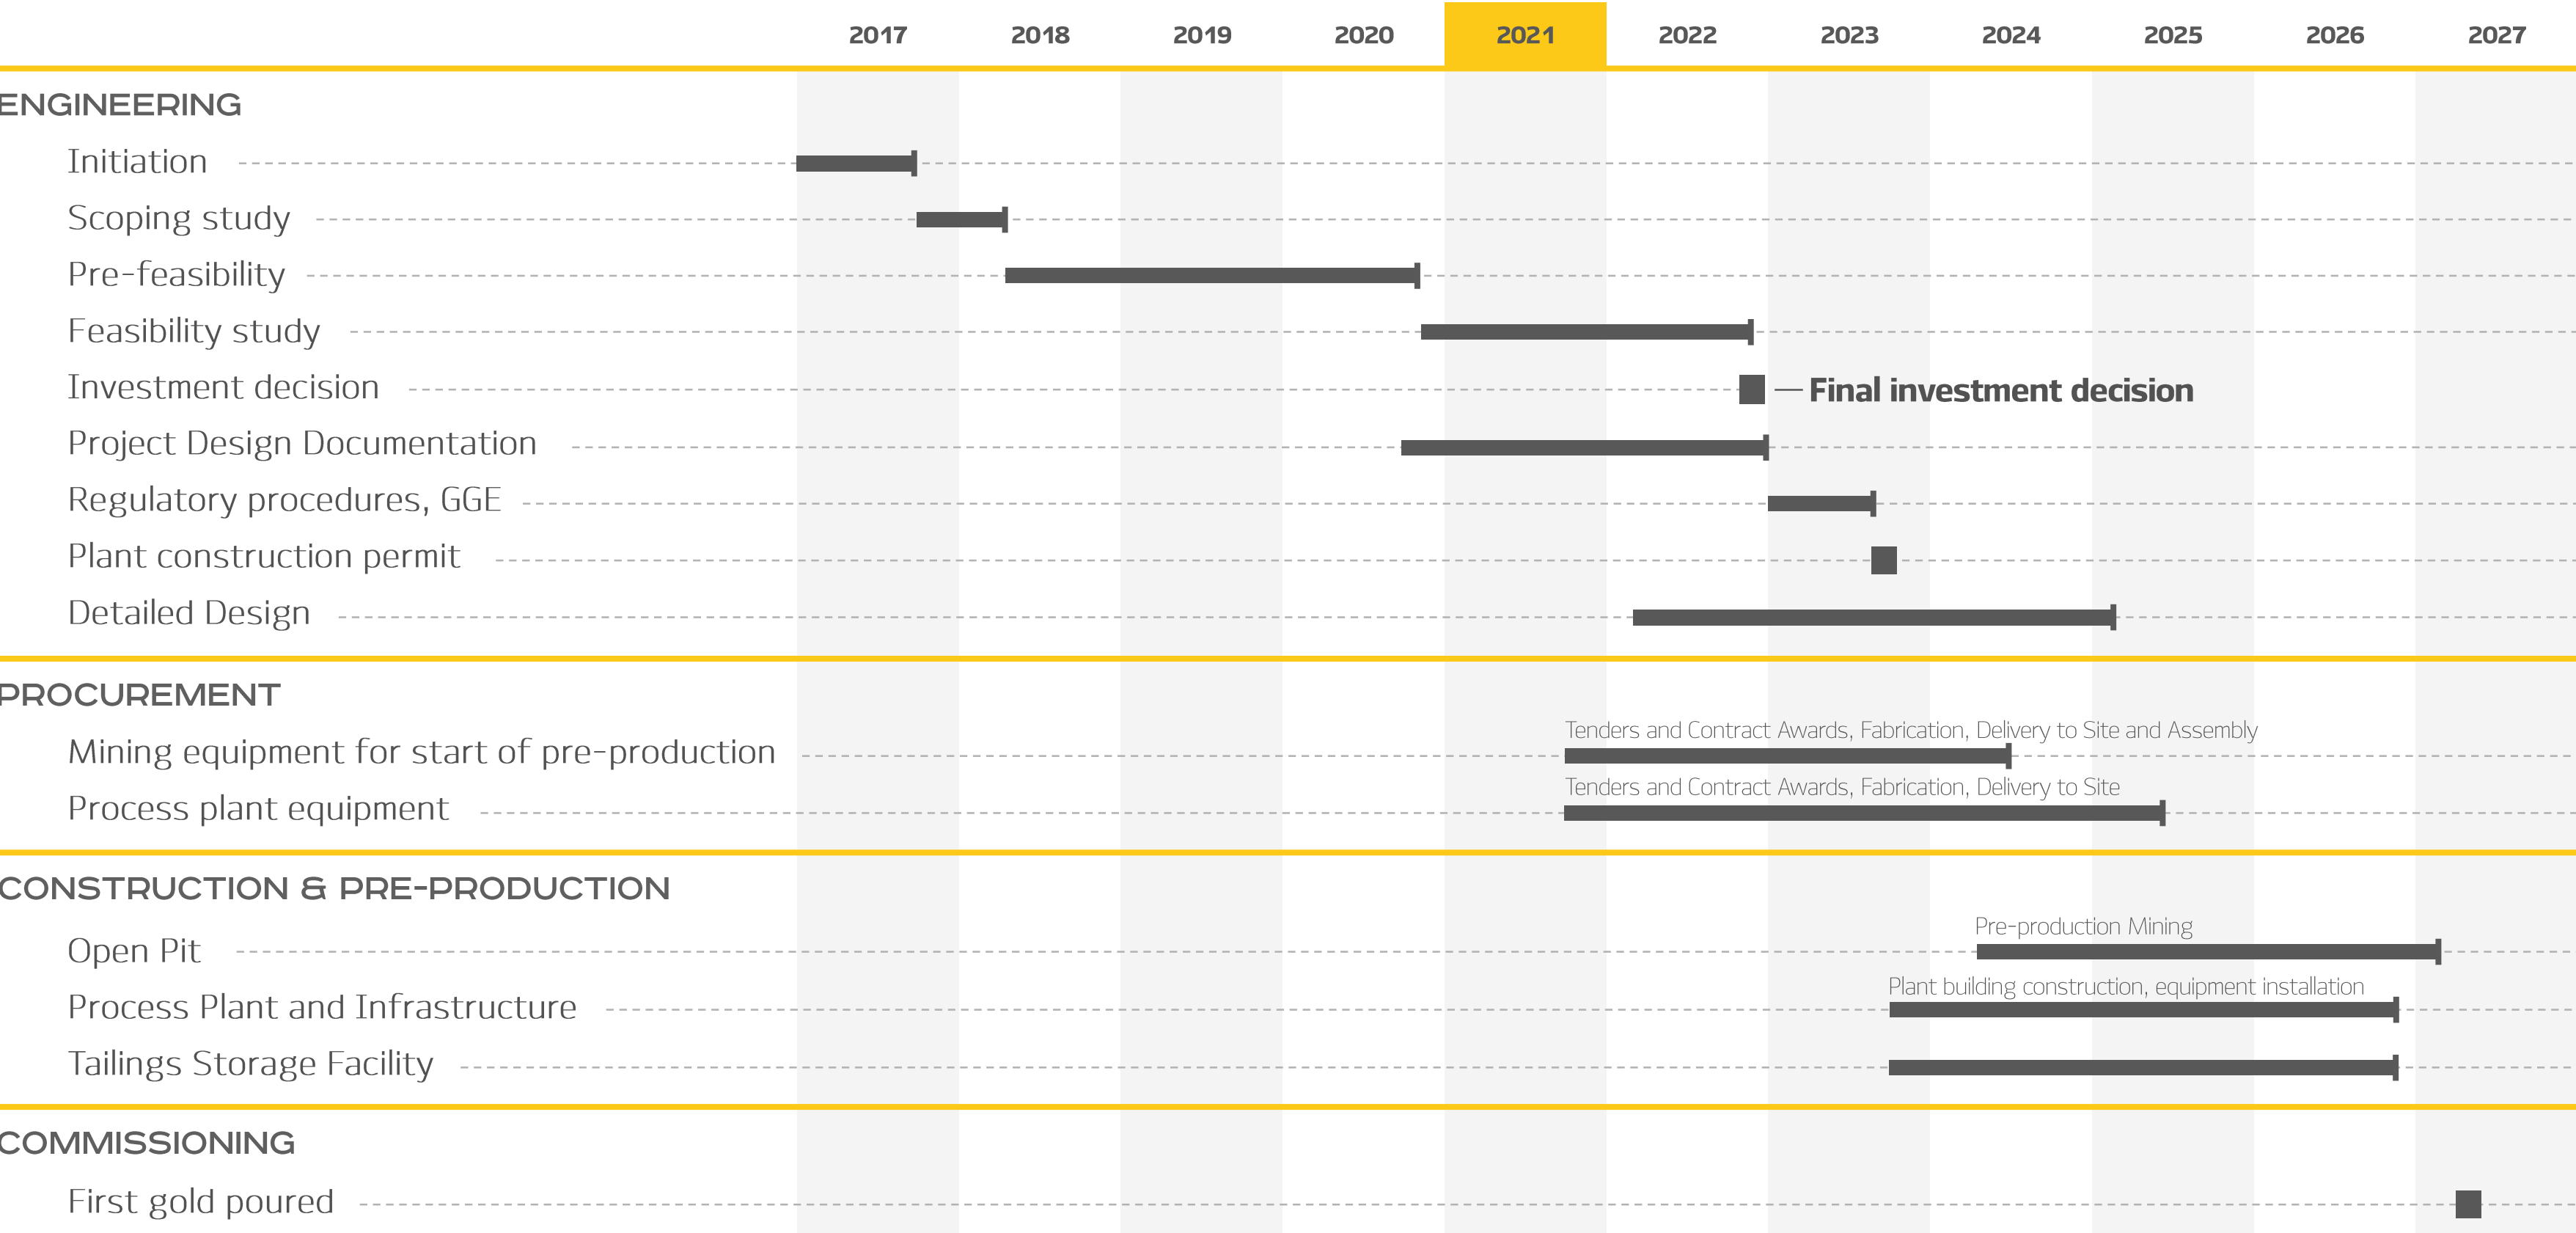 2017 2018 2019 2020 2021 2022 2023 2024 2025 2026 2027
ENGINEERING
Initiation
Scoping study
Pre-feasibility
Feasibility study
Investment decision — Final investment decision
Project Design Documentation
Regulatory procedures, GGE
Plant construction permit
Detailed Design
PROCUREMENT
Tenders and Contract Awards, Fabrication, Delivery to Site and Assembly
Mining equipment for start of pre-production
Tenders and Contract Awards, Fabrication, Delivery to Site
Process plant equipment
CONSTRUCTION & PRE-PRODUCTION
Pre-production Mining
Open Pit
Plant building construction, equipment installation
Process Plant and Infrastructure
Tailings Storage Facility
COMMISSIONING
First gold poured